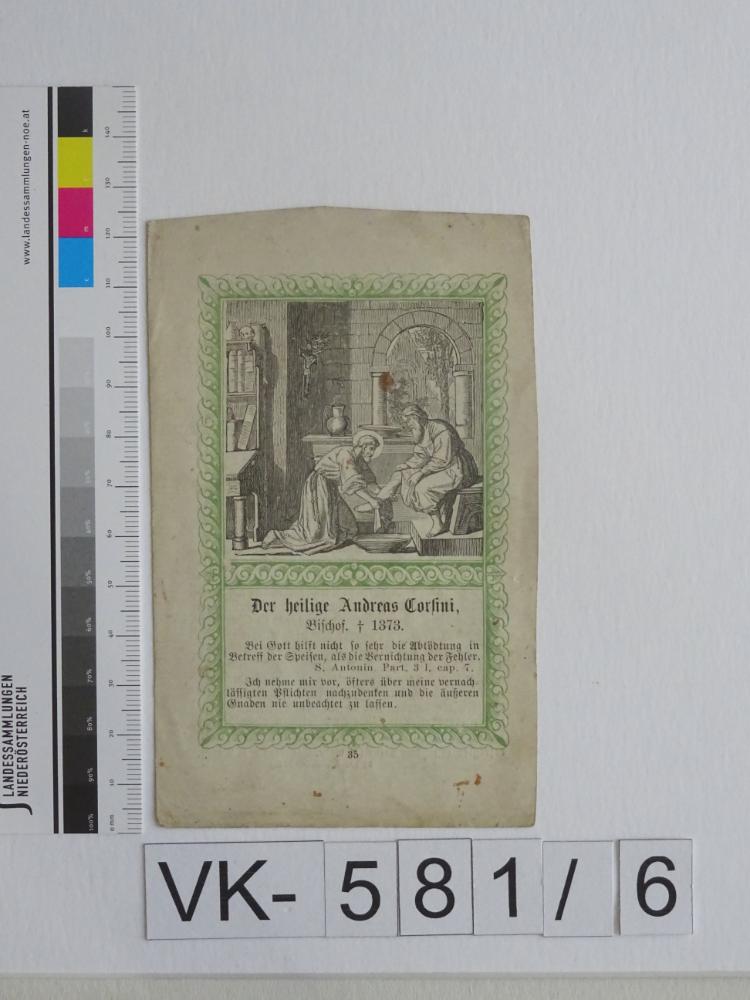 www.landessammlungen-noe.at
LANDESSAMMLUNGEN
NIEDERÖSTERREICH
Der heilige Andreas Corsini,
Bischof. † 1373.
Bei Gott hilft nicht so sehr die Abtödtung in
Betreff der Speisen, als die Vernichtung der Fehler.
S. Antonin. Part. 3 l. cap. 7.
Ich nehme mir vor, öfters über meine vernach-
lässigten Pflichten nachzudenken und die äußeren
Gnaden nie unbeachtet zu lassen.
35
VK-581/6